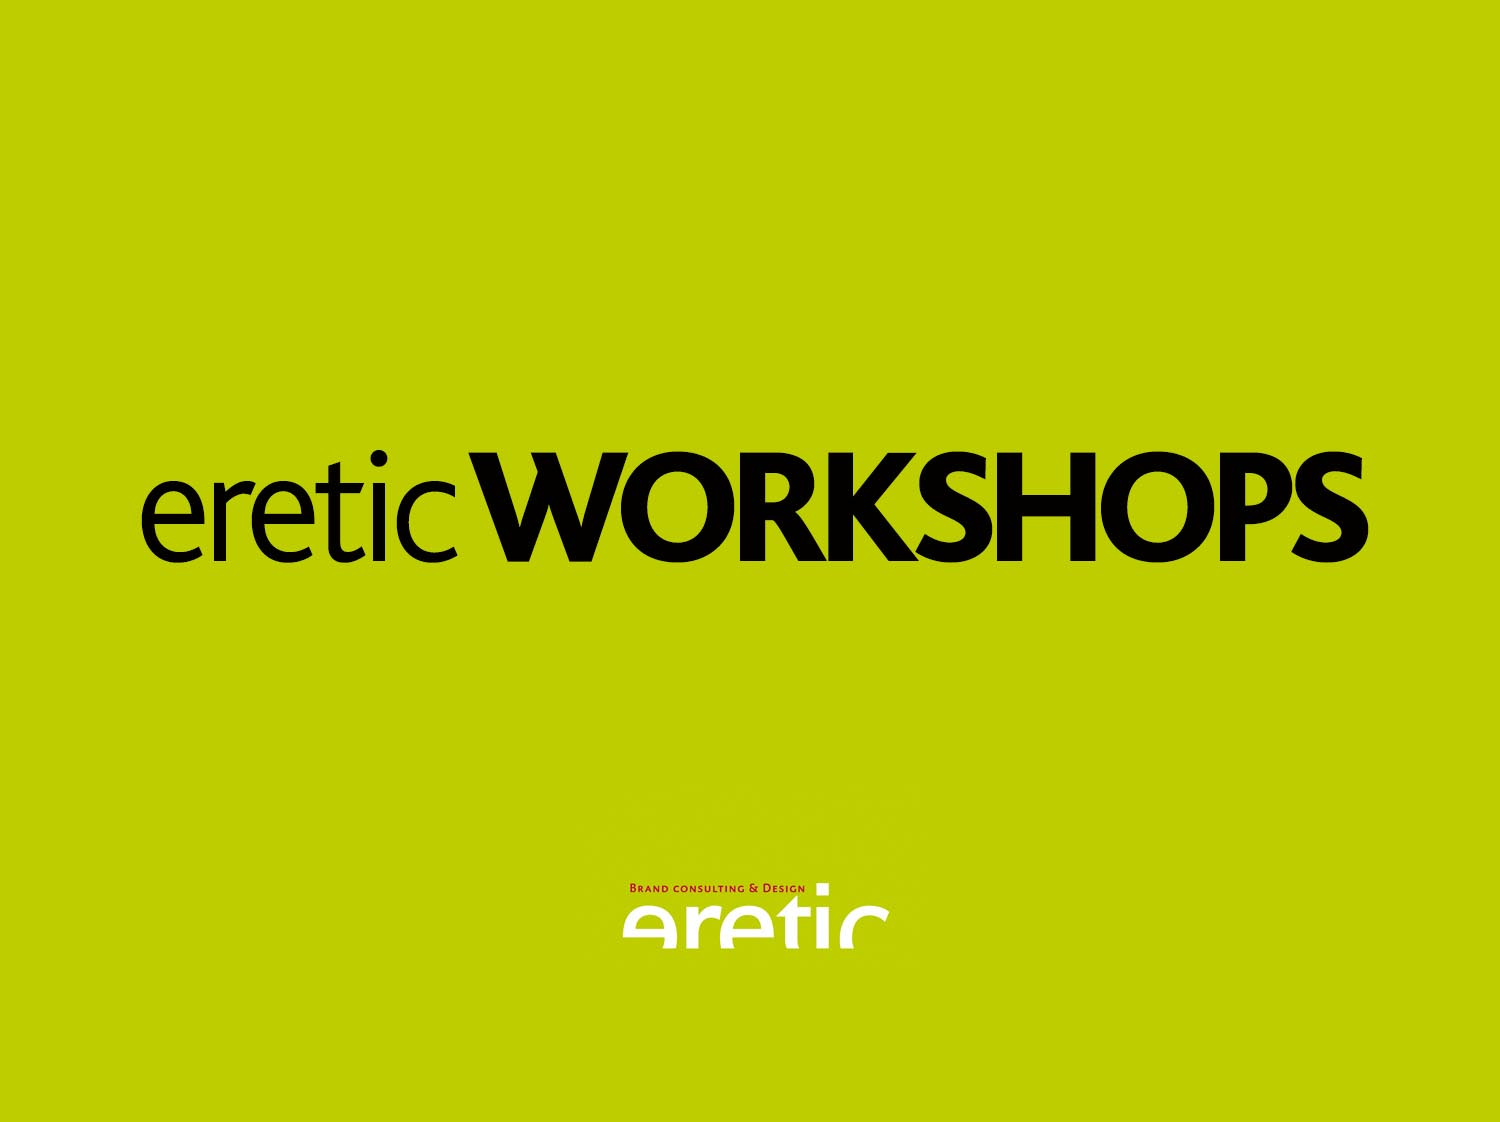 eretic WORKSHOPS
BRAND CONSULTING & DESIGN
eretic